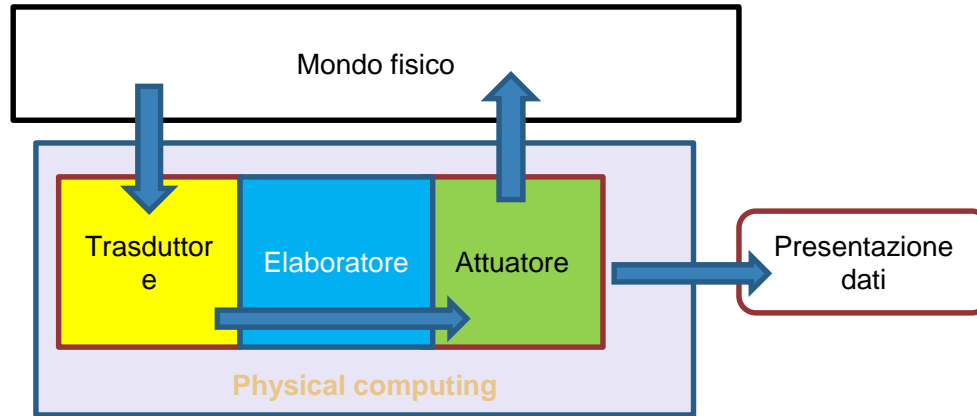 Mondo fisico
Trasduttor
e
Elaboratore
Attuatore
Presentazione
dati
Physical computing